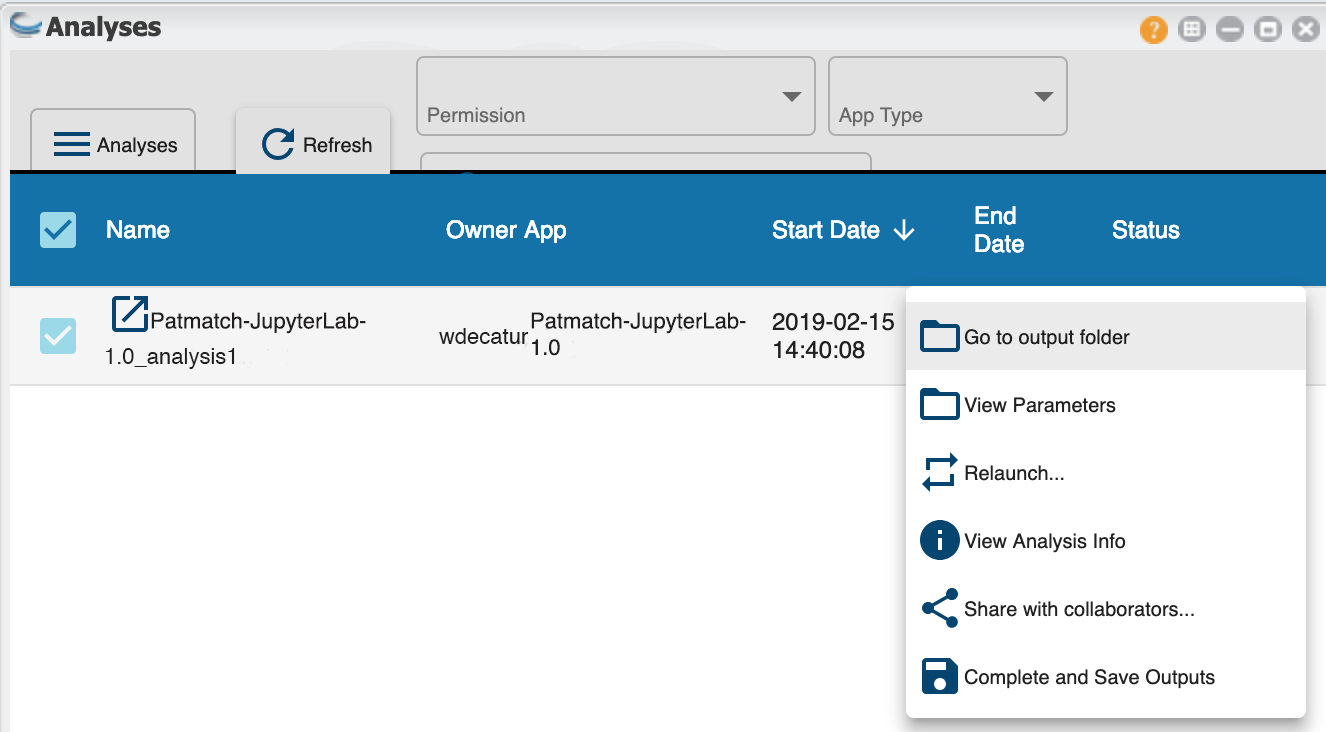 Analyses
?
Permission
App Type
Analyses
Refresh
Name
Owner App
Start Date
End
Date
Status
Patmatch-JupyterLab-
1.0_analysis1
wdecatur
Patmatch-JupyterLab-
1.0
2019-02-15
14:40:08
Go to output folder
View Parameters
Relaunch...
View Analysis Info
Share with collaborators...
Complete and Save Outputs